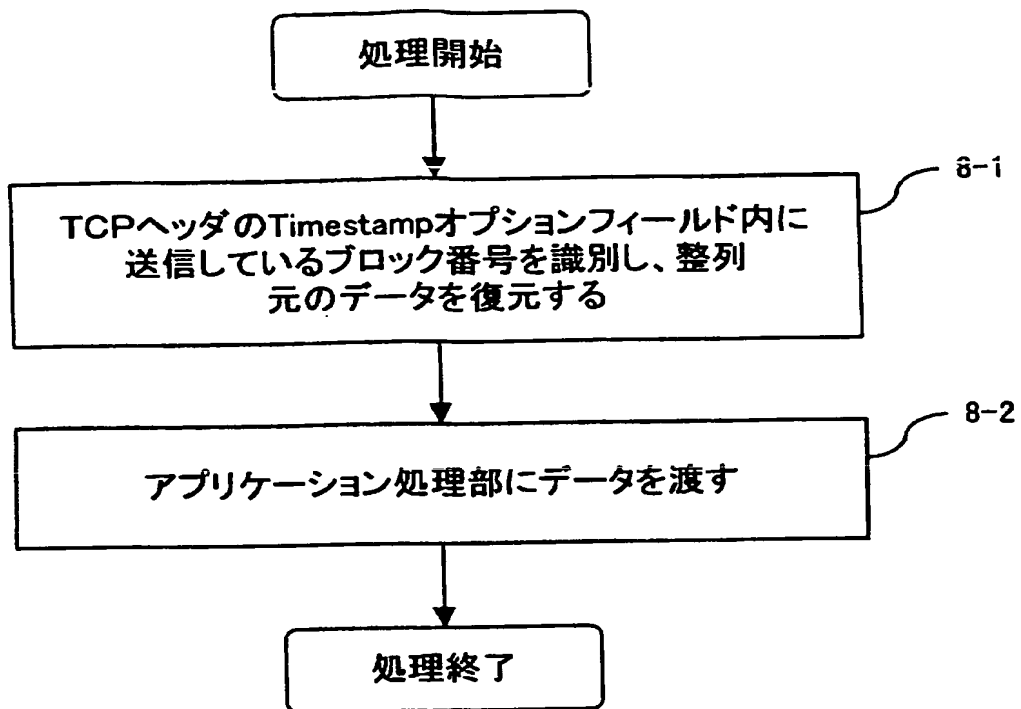 処理開始
8-1
TCPヘッダのTimestampオプションフィールド内に
送信しているブロック番号を識別し、整列
元のデータを復元する
8-2
アプリケーション処理部にデータを渡す
処理終了